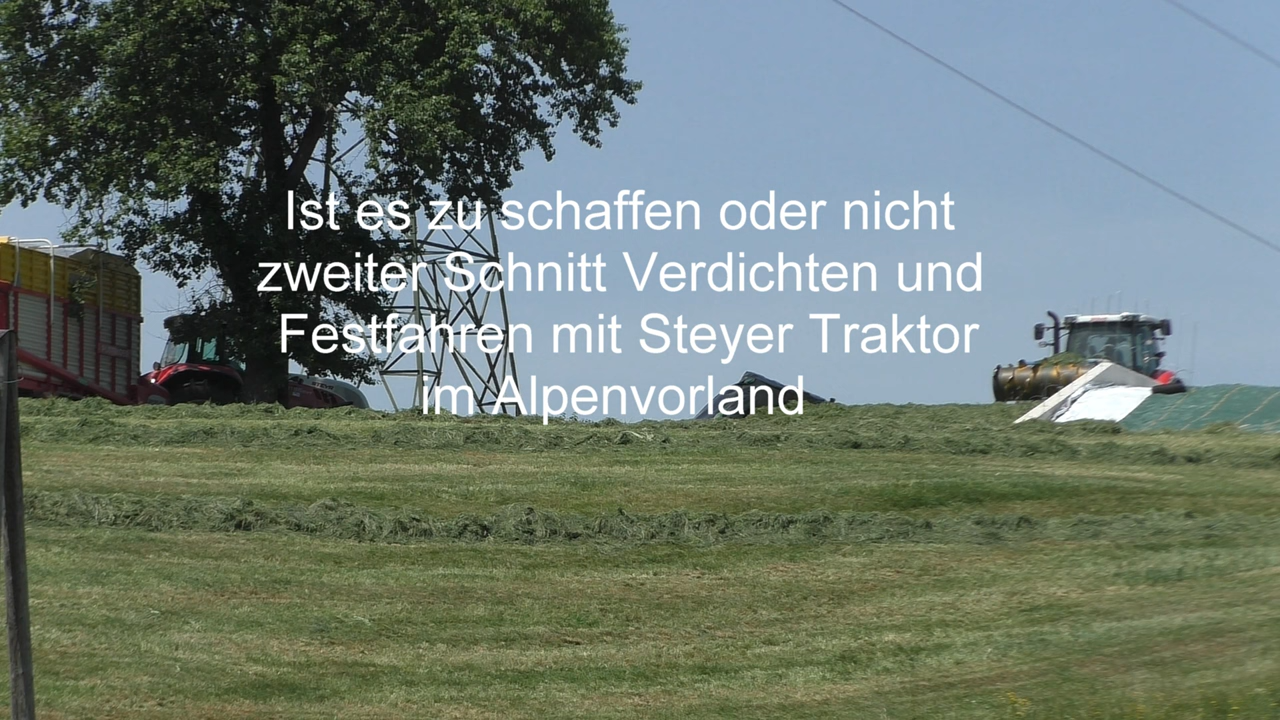 Ist es zu schaffen oder nicht
zweiter Schnitt Verdichten und
Festfahren mit Steyer Traktor
im Alpenvorland